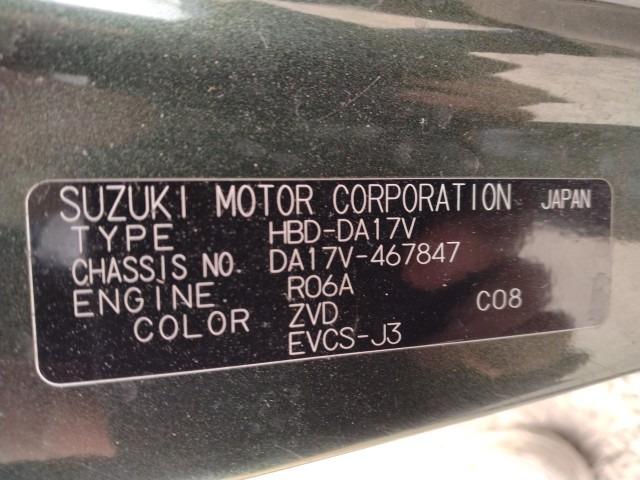 SUZUKI MOTOR CORPORATION JAPAN
TYPE HBD-DA17V
CHASSIS NO. DA17V-467847
ENGINE R06A C08
COLOR ZVD
EVCS-J3